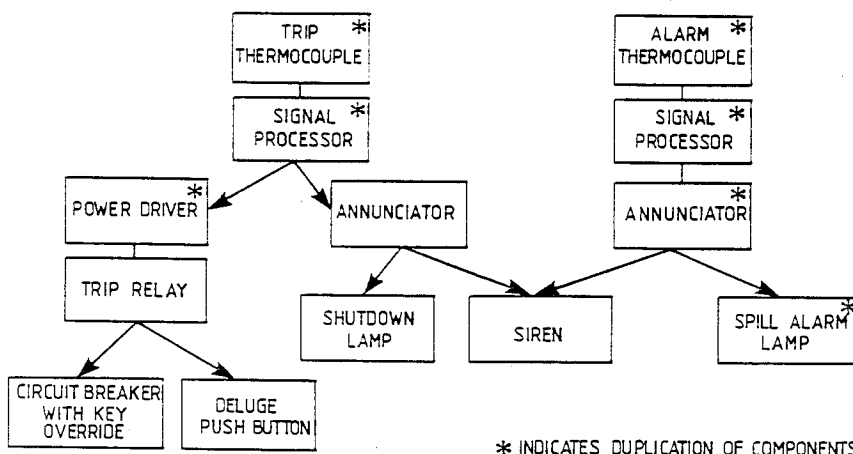 TRIP *
THERMOCOUPLE
ALARM *
THERMOCOUPLE
SIGNAL *
PROCESSOR
SIGNAL *
PROCESSOR
POWER DRIVER *
ANNUNCIATOR
ANNUNCIATOR *
TRIP RELAY
SHUTDOWN
LAMP
SIREN
SPILL ALARM *
LAMP
CIRCUIT BREAKER
WITH KEY
OVERRIDE
DELUGE
PUSH BUTTON
* INDICATES DUPLICATION OF COMPONENTS